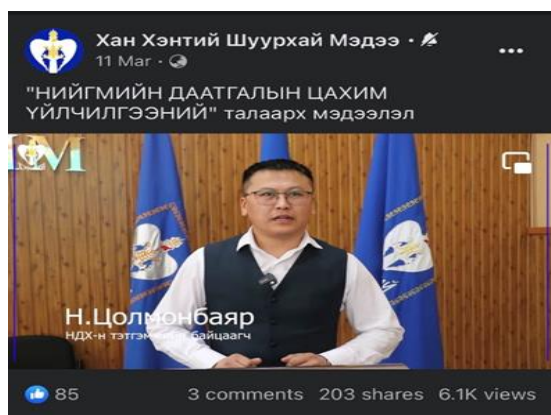 Хан Хэнтий Шуурхай Мэдээ ·
11 Mar ·
"НИЙГМИЙН ДААТГАЛЫН ЦАХИМ
ҮЙЛЧИЛГЭЭНИЙ" талаарх мэдээлэл
Н.Цолмонбаяр
НДХ-н тэтгэмжийн байцаагч
85 3 comments 203 shares 6.1K views